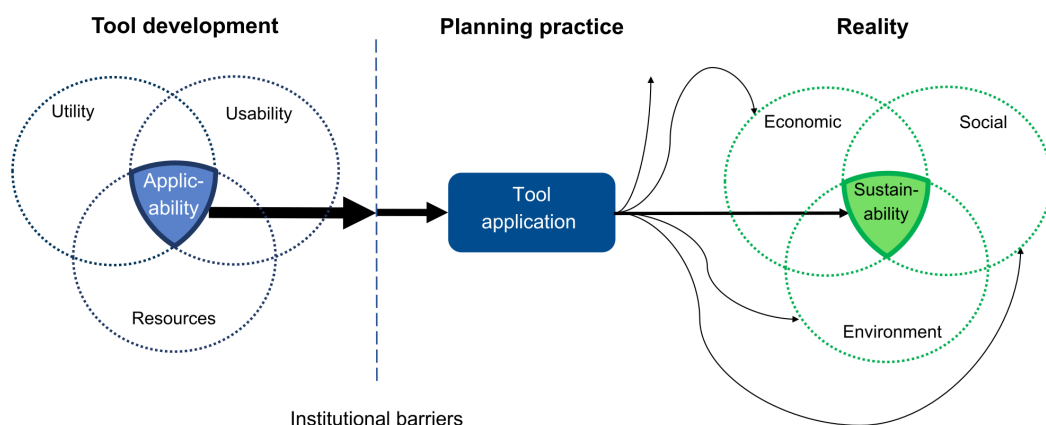 Tool development
Planning practice
Reality
Utility
Usability
Applic-
ability
Resources
Institutional barriers
Tool
application
Economic
Social
Sustain-
ability
Environment